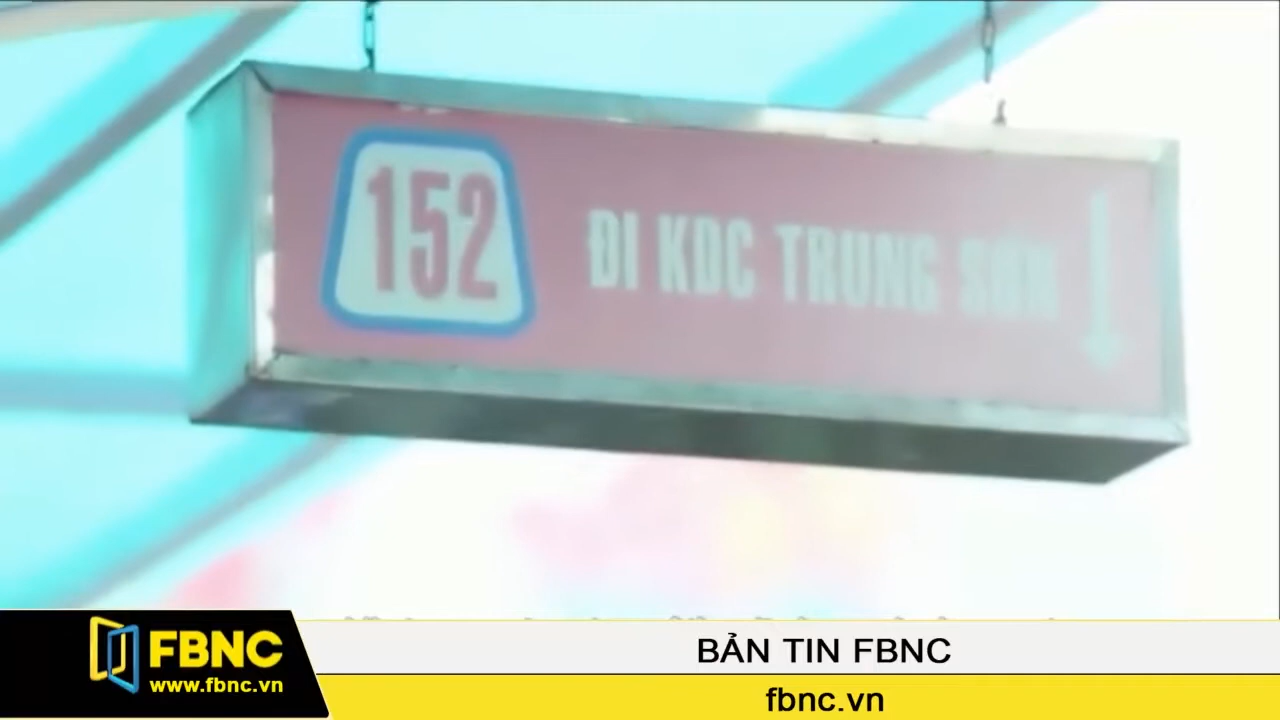 152
ĐI KDC TRUNG SƠN
FBNC
www.fbnc.vn
BẢN TIN FBNC
fbnc.vn